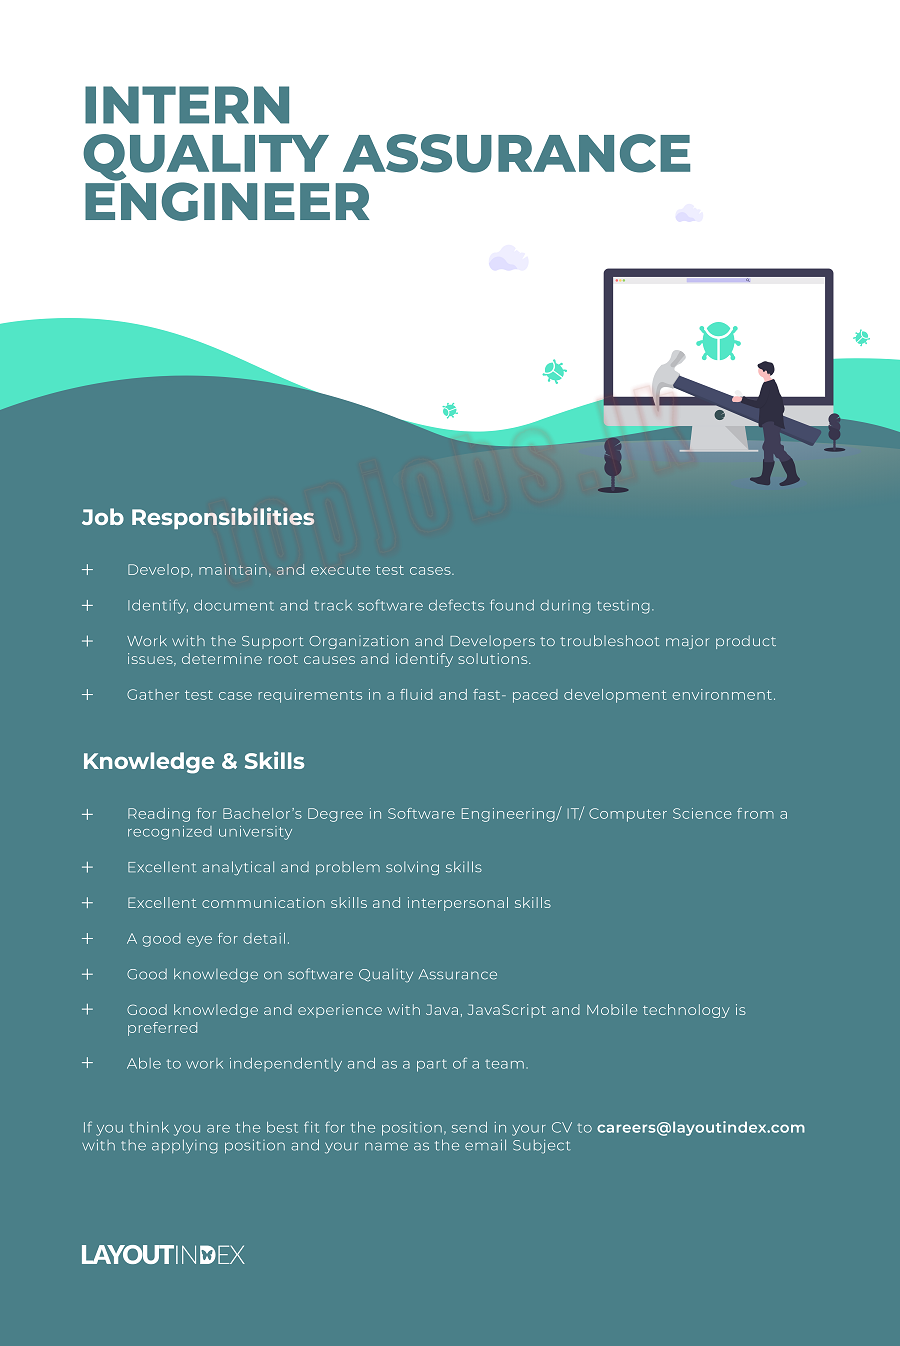 INTERN
QUALITY ASSURANCE
ENGINEER
topjobs.lk
Job Responsibilities
+ Develop, maintain, and execute test cases.
+ Identify, document and track software defects found during testing.
+ Work with the Support Organization and Developers to troubleshoot major product
issues, determine root causes and identify solutions.
+ Gather test case requirements in a fluid and fast- paced development environment.
Knowledge & Skills
+ Reading for Bachelor’s Degree in Software Engineering/ IT/ Computer Science from a
recognized university
+ Excellent analytical and problem solving skills
+ Excellent communication skills and interpersonal skills
+ A good eye for detail.
+ Good knowledge on software Quality Assurance
+ Good knowledge and experience with Java, JavaScript and Mobile technology is
preferred
+ Able to work independently and as a part of a team.
If you think you are the best fit for the position, send in your CV to careers@layoutindex.com
with the applying position and your name as the email Subject
LAYOUTINDEX